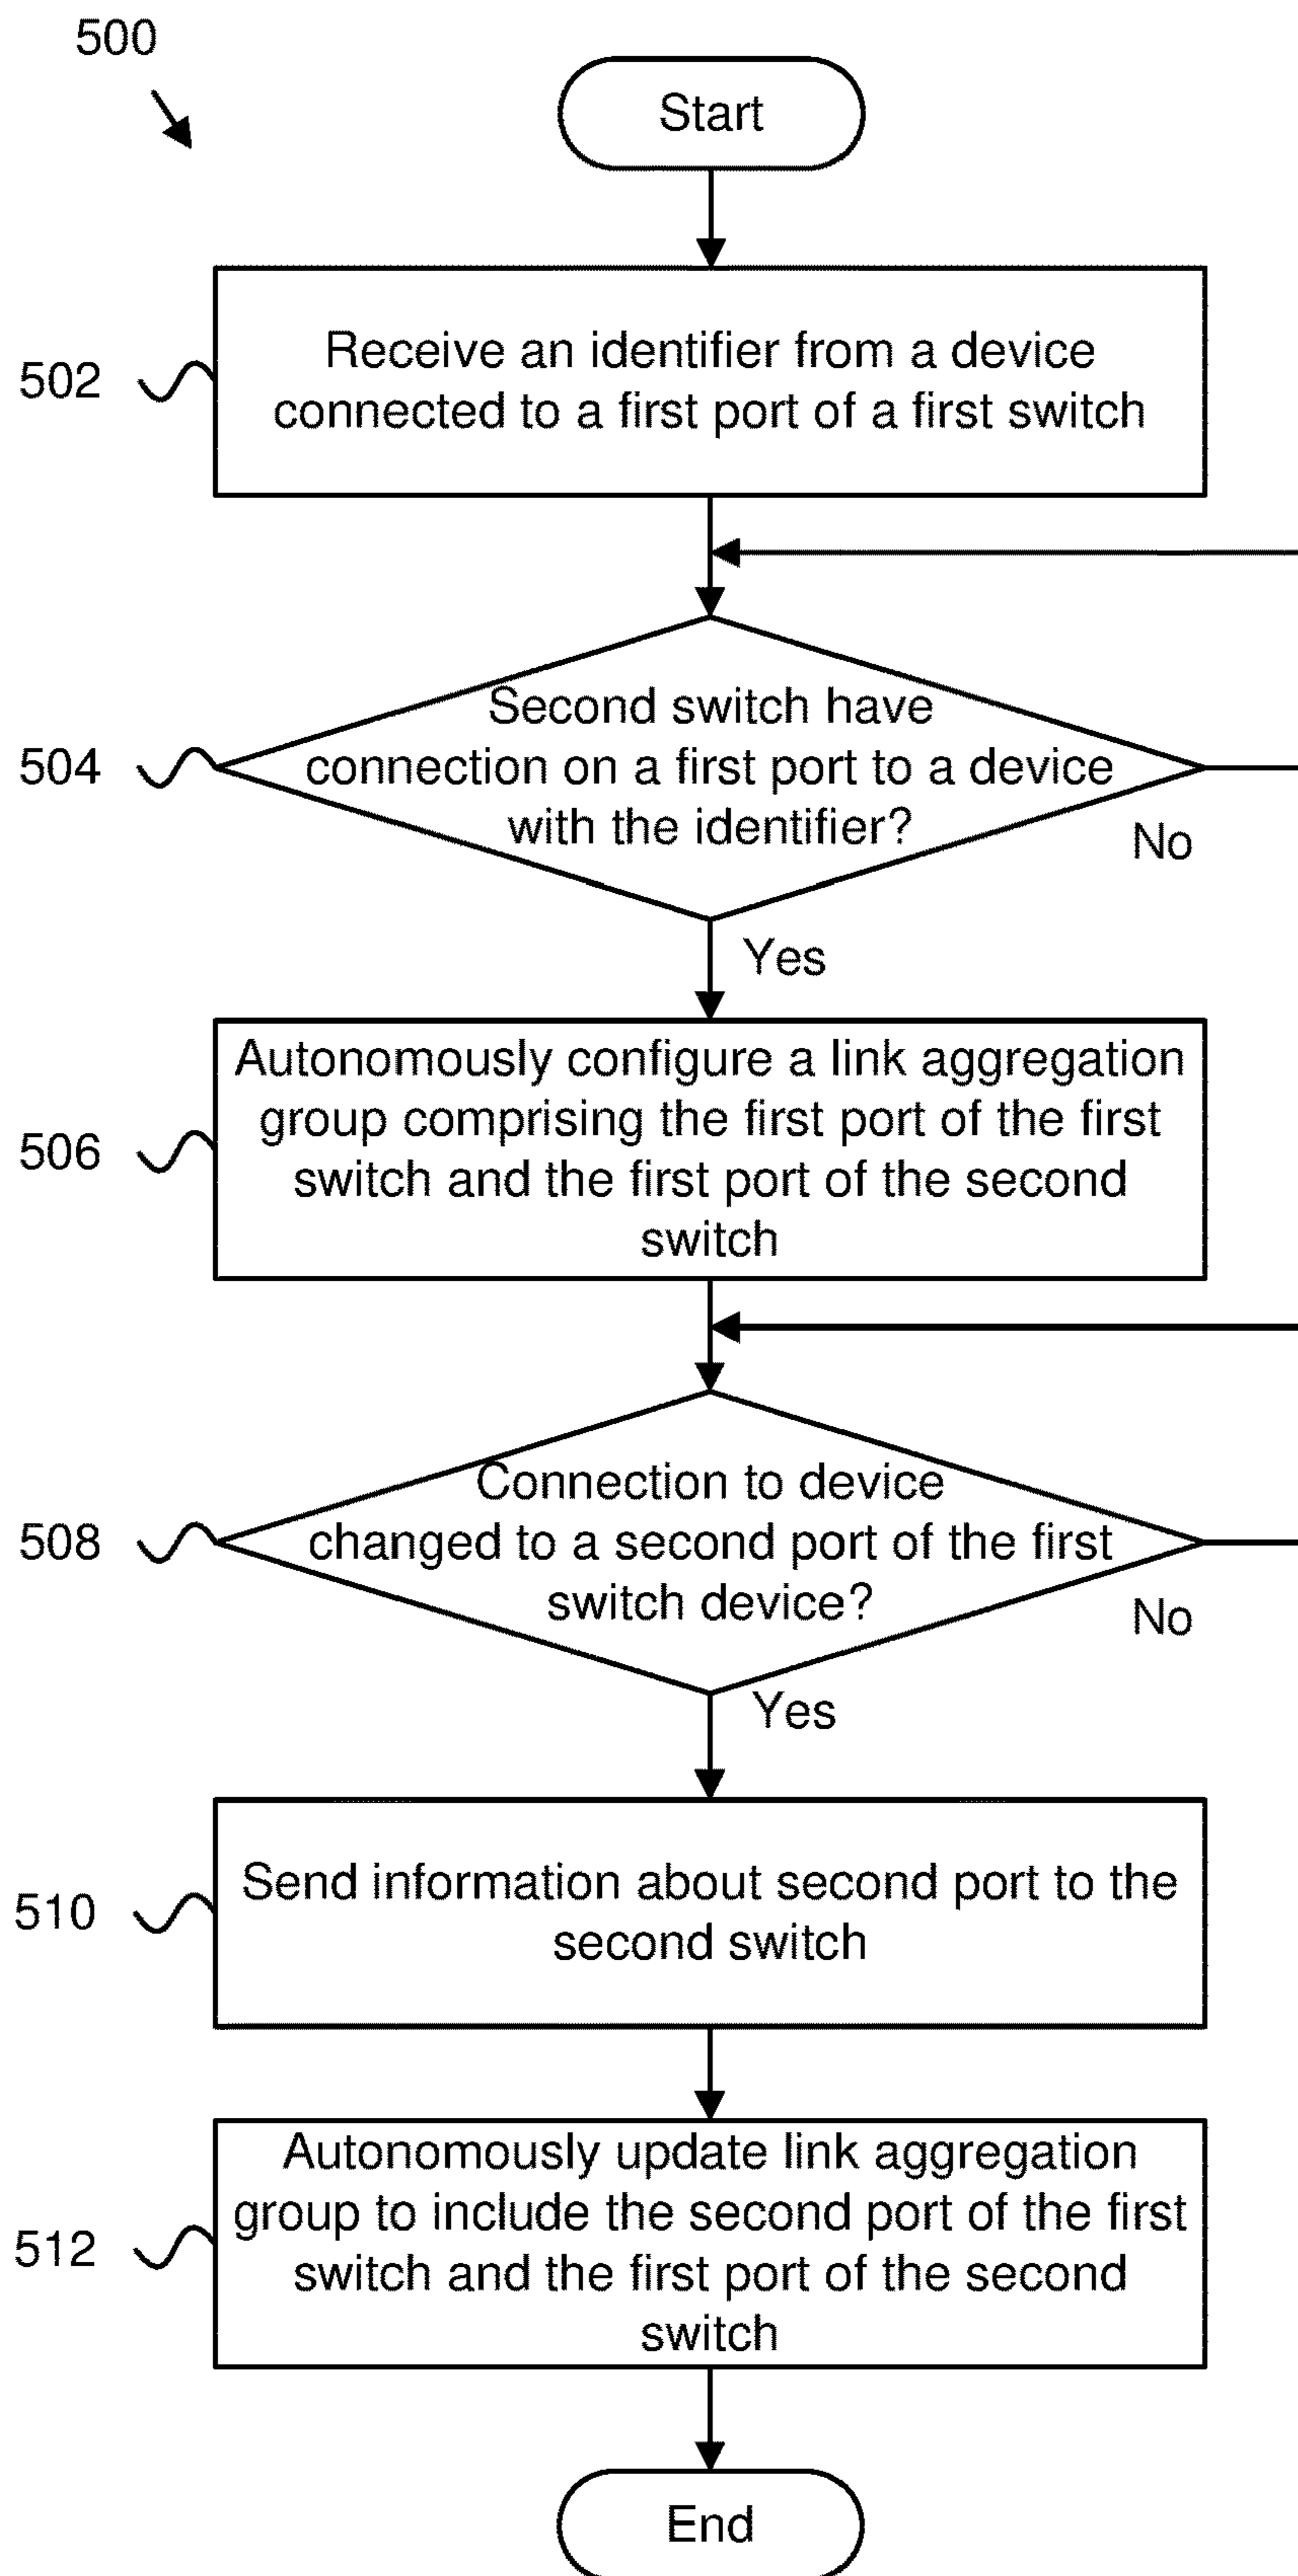 500
Start
502
Receive an identifier from a device
connected to a first port of a first switch
504
Second switch have
connection on a first port to a device
with the identifier?
No
Yes
506
Autonomously configure a link aggregation
group comprising the first port of the first
switch and the first port of the second
switch
508
Connection to device
changed to a second port of the first
switch device?
No
Yes
510
Send information about second port to the
second switch
512
Autonomously update link aggregation
group to include the second port of the first
switch and the first port of the second
switch
End